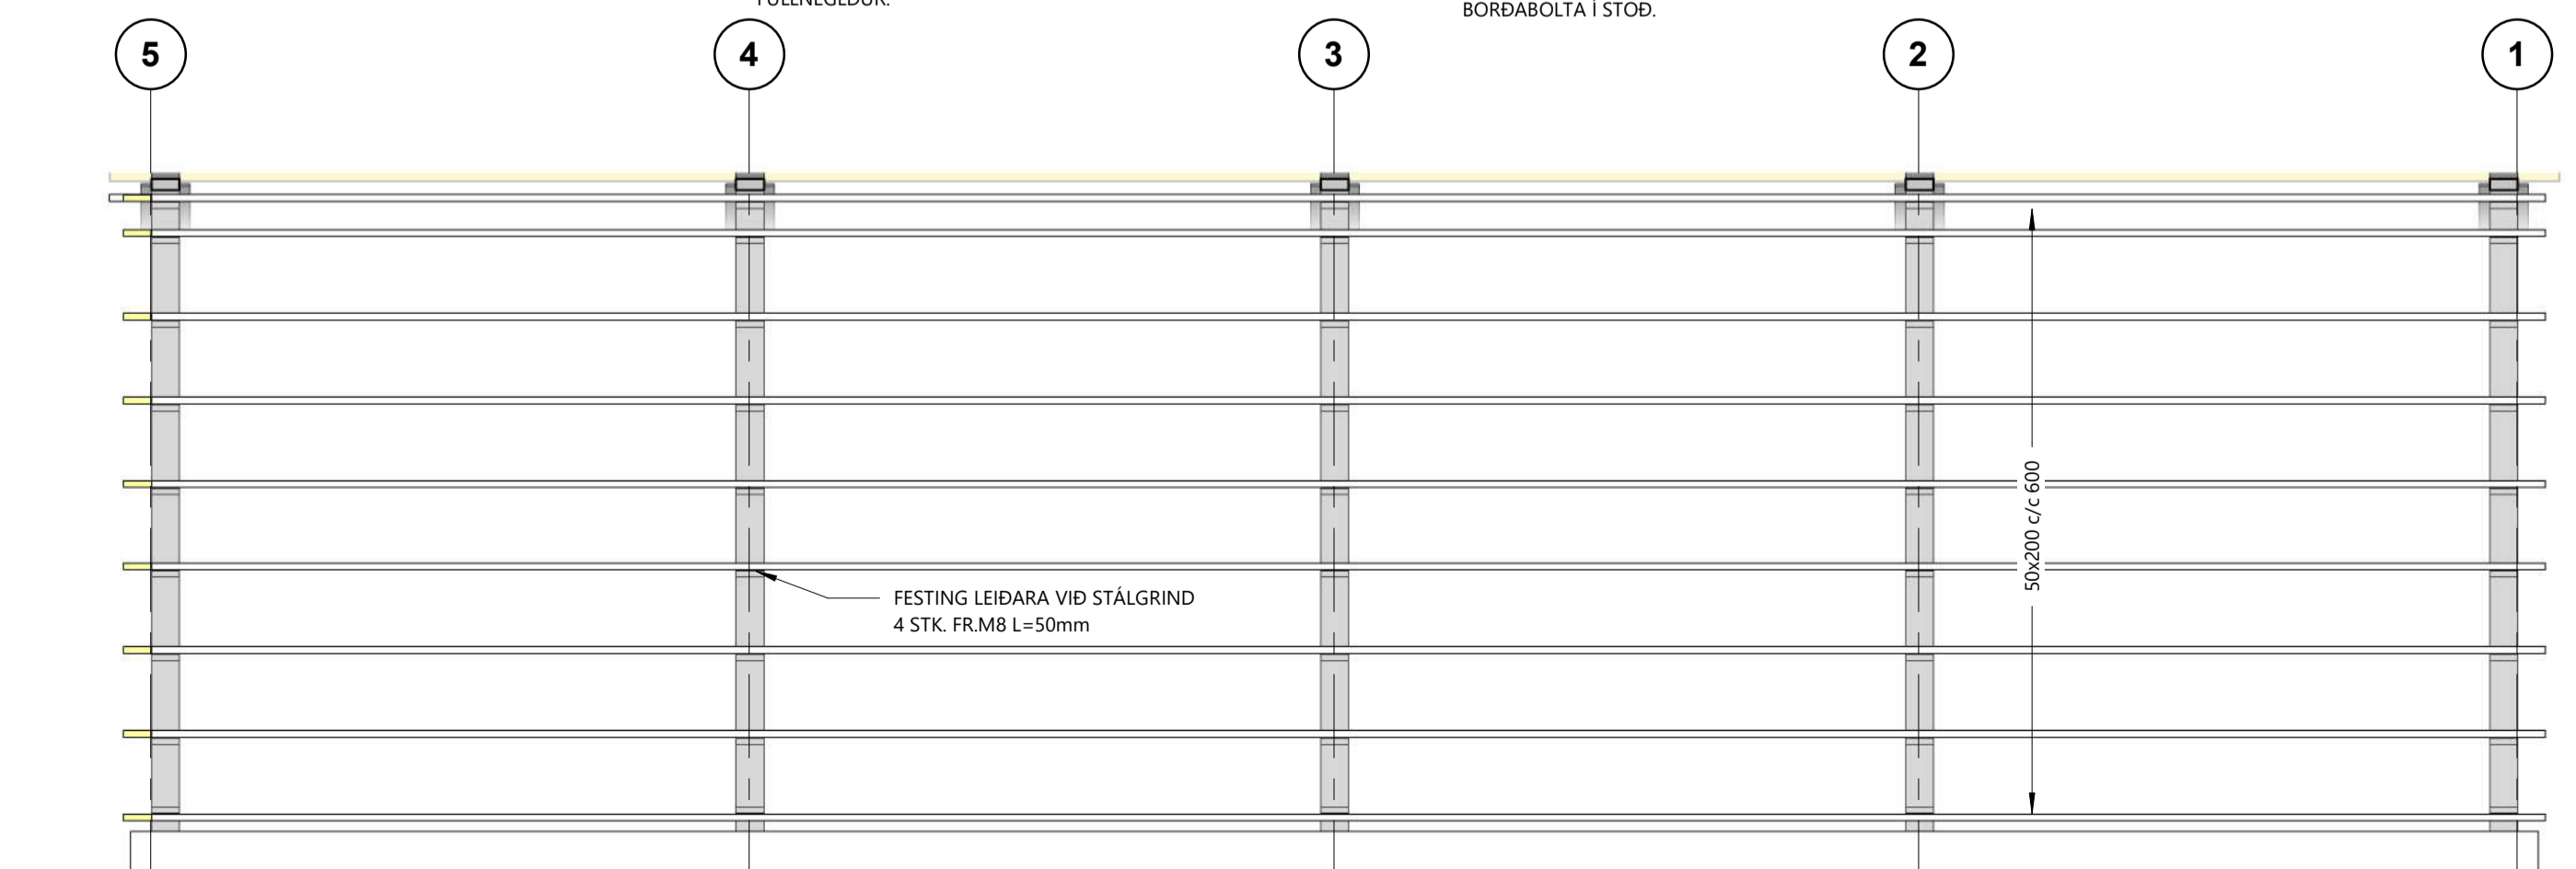 BORÐABOLTA Í STOÐ.
5 4 3 2 1
50x200 c/c 600
FESTING LEIÐARA VIÐ STÁLGRIND
4 STK. FR.M8 L=50mm